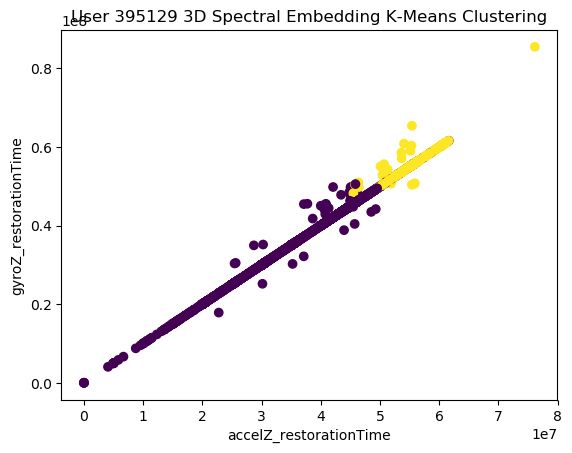 User 395129 3D Spectral Embedding K-Means Clustering
1e8
0.8
0.6
0.4
0.2
0.0
gyroZ_restorationTime
0 1 2 3 4 5 6 7 8
accelZ_restorationTime
1e7